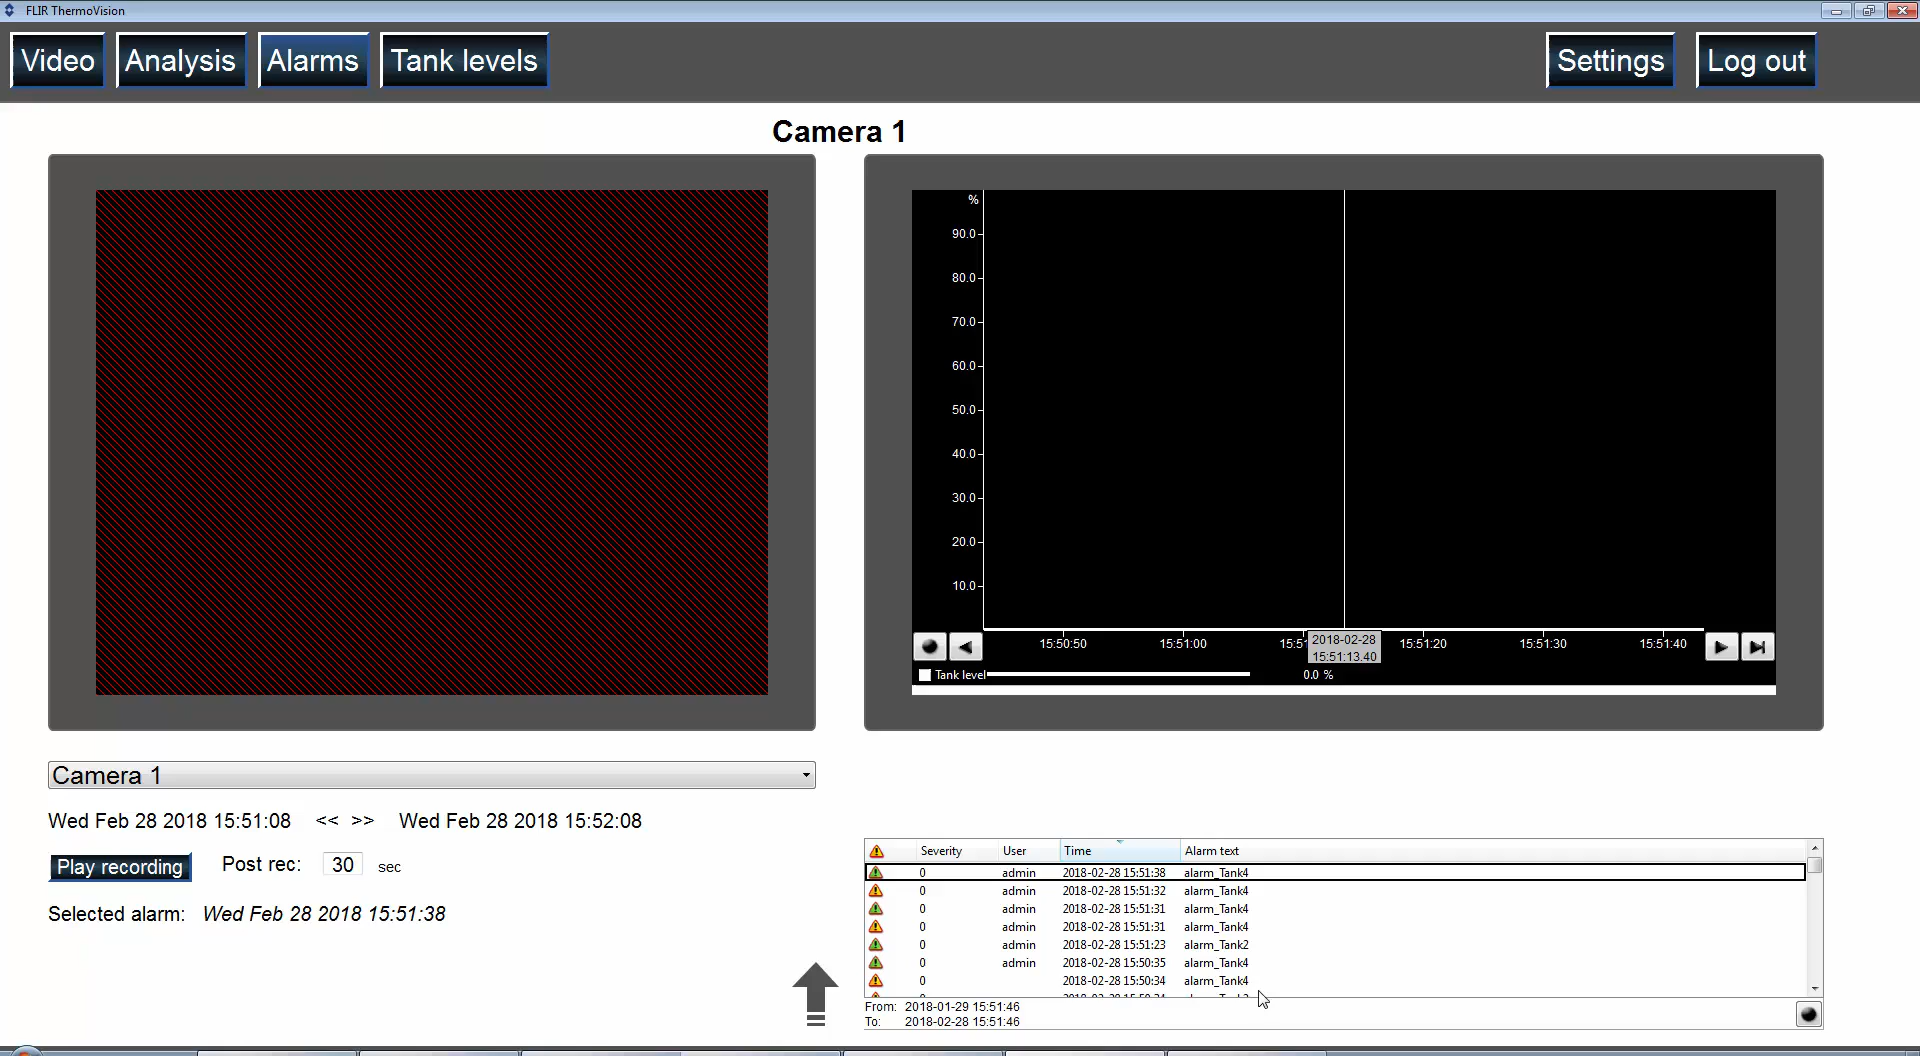 FLIR ThermoVision
Video Analysis Alarms Tank levels Settings Log out
Camera 1
%
90.0
80.0
70.0
60.0
50.0
40.0
30.0
20.0
10.0
15:50:50 15:51:00 15:51 15:51:20 15:51:30 15:51:40
2018-02-28
15:51:13.40
Tank level 0.0 %
Camera 1
Wed Feb 28 2018 15:51:08 << >> Wed Feb 28 2018 15:52:08
Play recording Post rec: 30 sec
Selected alarm: Wed Feb 28 2018 15:51:38
Severity User Time Alarm text
0 admin 2018-02-28 15:51:38 alarm_Tank4
0 admin 2018-02-28 15:51:32 alarm_Tank4
0 admin 2018-02-28 15:51:31 alarm_Tank4
0 admin 2018-02-28 15:51:31 alarm_Tank4
0 admin 2018-02-28 15:51:23 alarm_Tank2
0 admin 2018-02-28 15:50:35 alarm_Tank4
0 2018-02-28 15:50:34 alarm_Tank4
From: 2018-01-29 15:51:46
To: 2018-02-28 15:51:46